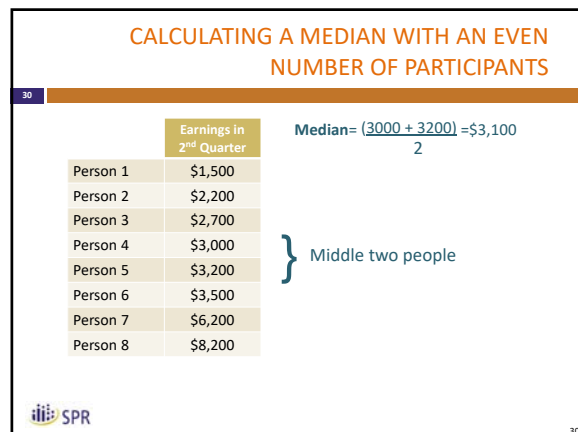 CALCULATING A MEDIAN WITH AN EVEN
NUMBER OF PARTICIPANTS
30
Earnings in
2nd Quarter
Person 1 $1,500
Person 2 $2,200
Person 3 $2,700
Person 4 $3,000
Person 5 $3,200
Person 6 $3,500
Person 7 $6,200
Person 8 $8,200
Median= (3000 + 3200) =$3,100
2
} Middle two people
SPR
30